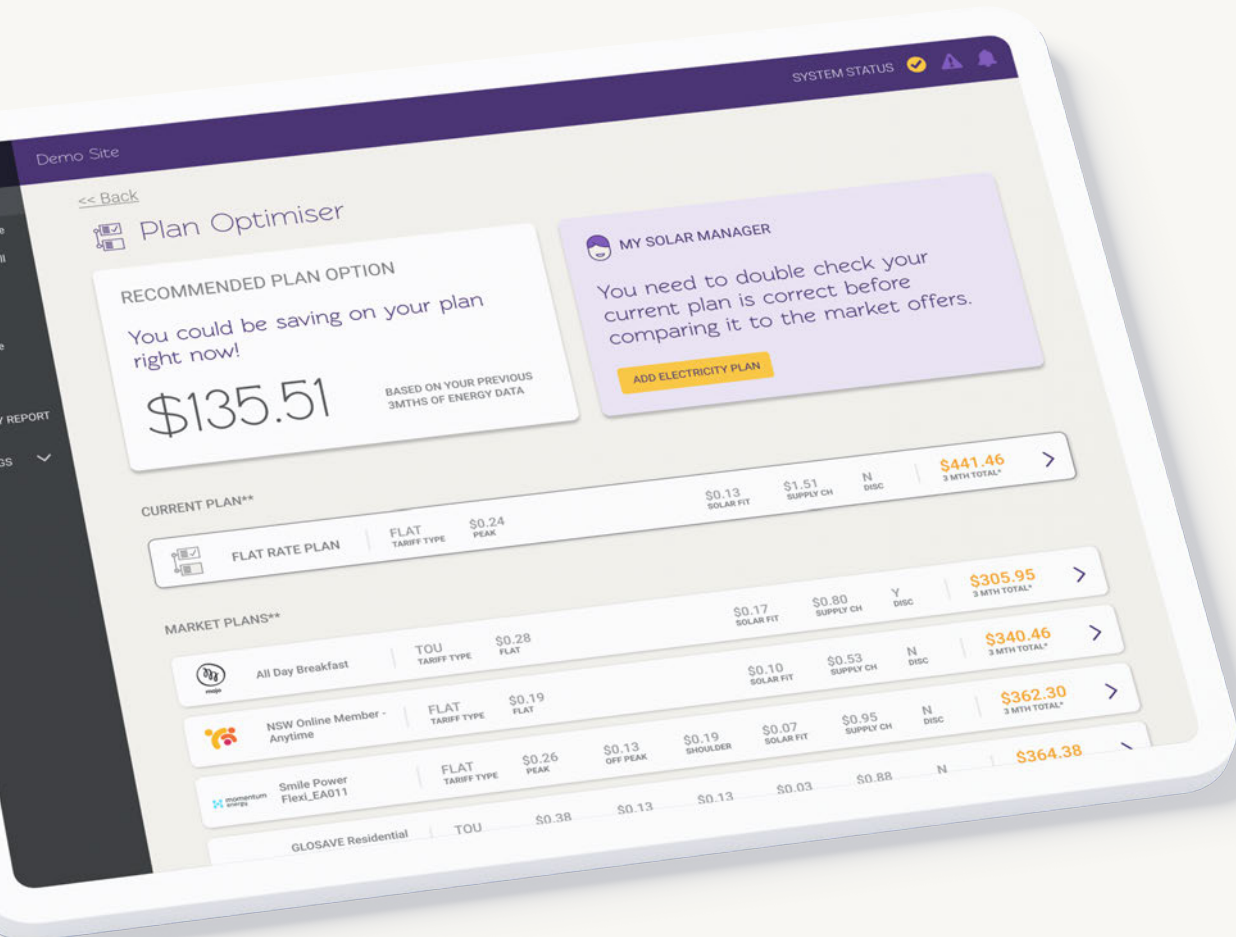 SYSTEM STATUS
Demo Site
<< Back
Plan Optimiser
RECOMMENDED PLAN OPTION
You could be saving on your plan
right now!
$135.51
BASED ON YOUR PREVIOUS
3MTHS OF ENERGY DATA
MY SOLAR MANAGER
You need to double check your
current plan is correct before
comparing it to the market offers.
ADD ELECTRICITY PLAN
Y REPORT
GS
CURRENT PLAN**
FLAT RATE PLAN
FLAT
TARIFF TYPE
$0.24
PEAK
$0.13
SOLAR FIT
$1.51
SUPPLY CH
N
DISC
$441.46
3 MTH TOTAL*
MARKET PLANS**
mojo
All Day Breakfast
TOU
TARIFF TYPE
$0.28
FLAT
$0.17
SOLAR FIT
$0.80
SUPPLY CH
Y
DISC
$305.95
3 MTH TOTAL*
NSW Online Member -
Anytime
FLAT
TARIFF TYPE
$0.19
FLAT
$0.10
SOLAR FIT
$0.53
SUPPLY CH
N
DISC
$340.46
3 MTH TOTAL*
momentum
energy
Smile Power
Flexi_EA011
FLAT
TARIFF TYPE
$0.26
PEAK
$0.13
OFF PEAK
$0.19
SHOULDER
$0.07
SOLAR FIT
$0.95
SUPPLY CH
N
DISC
$362.30
3 MTH TOTAL*
GLOSAVE Residential
TOU
$0.38
$0.13
$0.13
$0.03
$0.88
N
$364.38